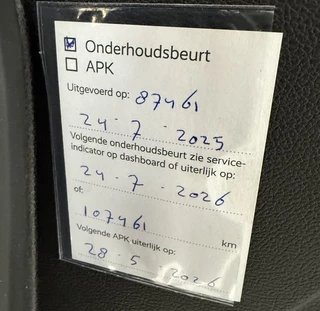 Onderhoudsbeurt
APK
Uitgevoerd op: 87461
24 - 7 - 2025
Volgende onderhoudsbeurt zie service-
indicator op dashboard of uiterlijk op:
24 - 7 - 2026
of:
107461 km
Volgende APK uiterlijk op:
28 - 5 2026